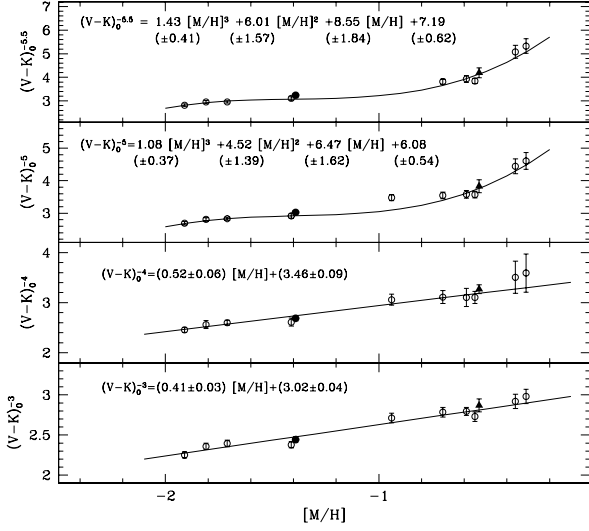 (V−K)₀⁻⁵·⁵ = 1.43 [M/H]³ +6.01 [M/H]² +8.55 [M/H] +7.19
(±0.41) (±1.57) (±1.84) (±0.62)
(V−K)₀⁻⁵·⁵
7
6
5
4
3
(V−K)₀⁻⁵=1.08 [M/H]³ +4.52 [M/H]² +6.47 [M/H] +6.08
(±0.37) (±1.39) (±1.62) (±0.54)
(V−K)₀⁻⁵
5
4
3
2
(V−K)₀⁻⁴=(0.52±0.06) [M/H]+(3.46±0.09)
(V−K)₀⁻⁴
4
3
2
(V−K)₀⁻³=(0.41±0.03) [M/H]+(3.02±0.04)
(V−K)₀⁻³
3
2.5
2
−2 −1
[M/H]